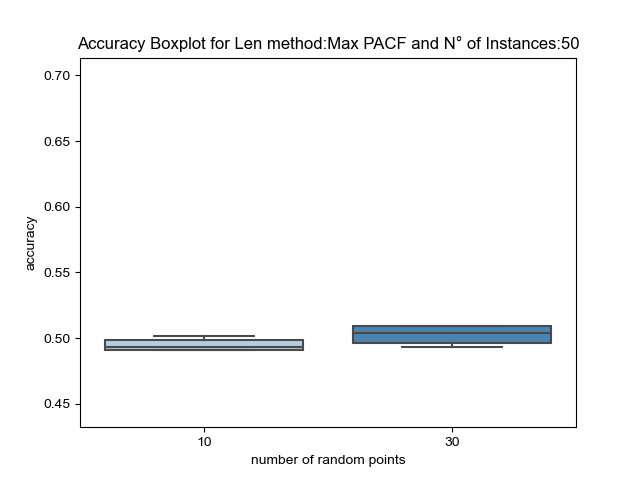 Accuracy Boxplot for Len method:Max PACF and N° of Instances:50
0.70
0.65
0.60
0.55
0.50
0.45
accuracy
10
30
number of random points